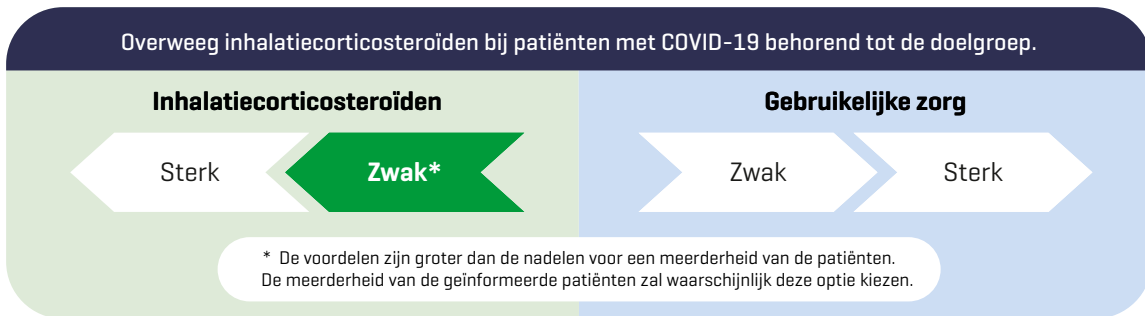 Overweeg inhalatiecorticosteroïden bij patiënten met COVID-19 behorend tot de doelgroep.
Inhalatiecorticosteroïden
Gebruikelijke zorg
Sterk
Zwak*
Zwak
Sterk
* De voordelen zijn groter dan de nadelen voor een meerderheid van de patiënten.
De meerderheid van de geïnformeerde patiënten zal waarschijnlijk deze optie kiezen.